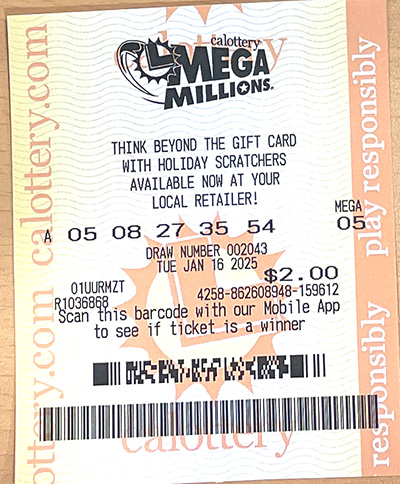 calottery
MEGA
MILLIONS.
THINK BEYOND THE GIFT CARD
WITH HOLIDAY SCRATCHERS
AVAILABLE NOW AT YOUR
LOCAL RETAILER!
MEGA
A 05 08 27 35 54 05
DRAW NUMBER 002043
TUE JAN 16 2025
$2.00
01UURMZT 4258-862608948-159612
R1036868
Scan this barcode with our Mobile App
to see if ticket is a winner
calottery
calottery.com calottery.com
play responsibly
responsibly